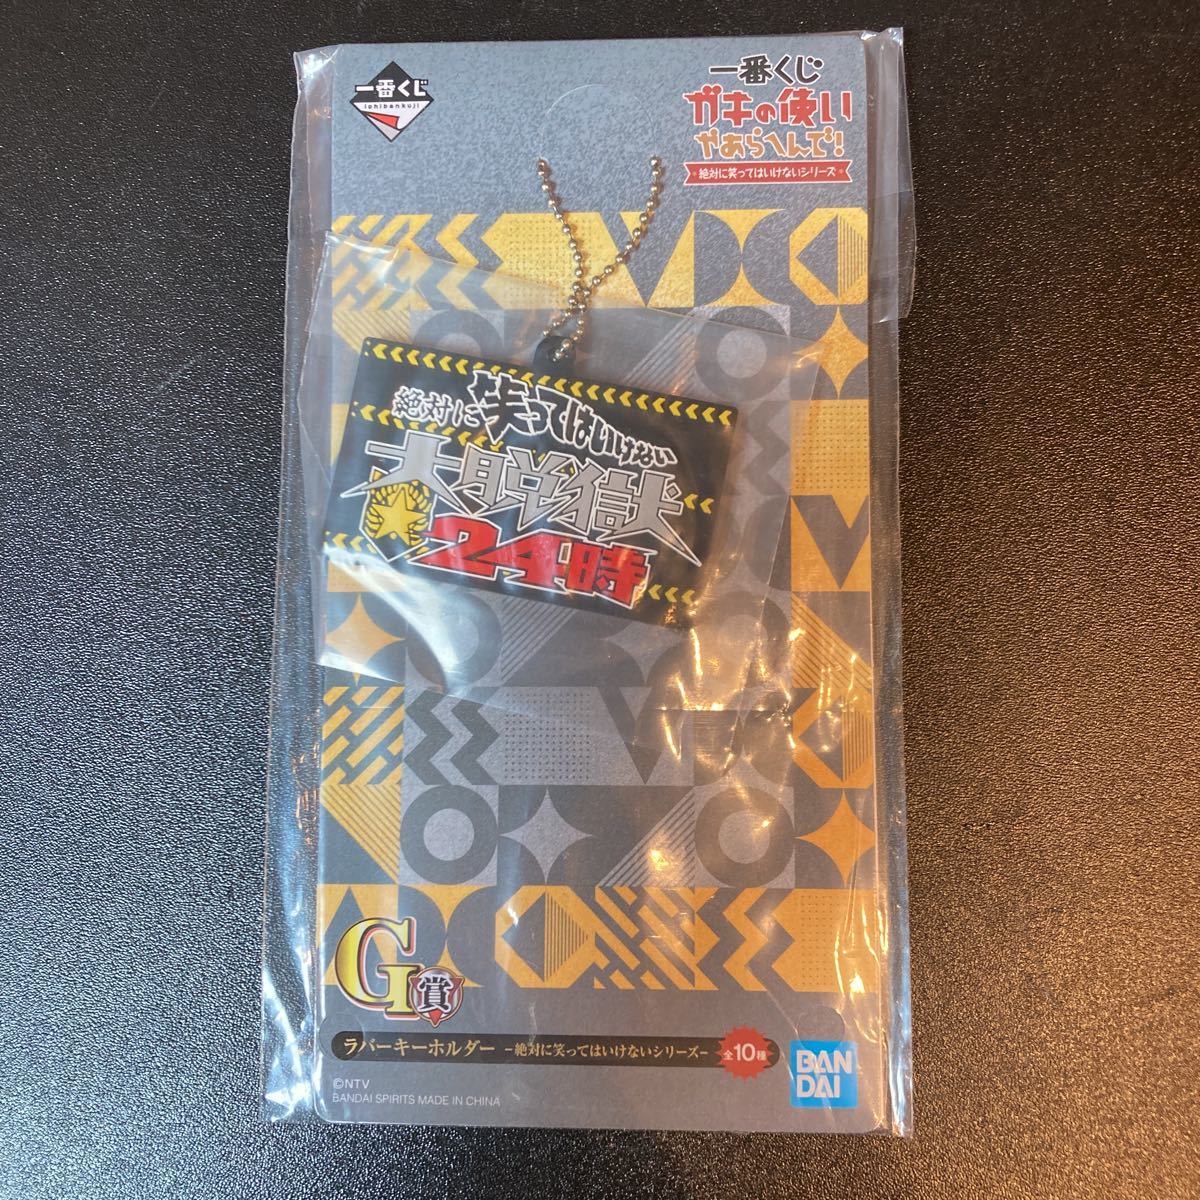 一番くじ
ichibankuji
一番くじ
ガキの使い
やあらへんで!
絶対に笑ってはいけないシリーズ
絶対に笑ってはいけない
大脱獄
24時
G賞
ラバーキーホルダー -絶対に笑ってはいけないシリーズ-
全10種
©NTV
BANDAI SPIRITS MADE IN CHINA
BAN
DAI